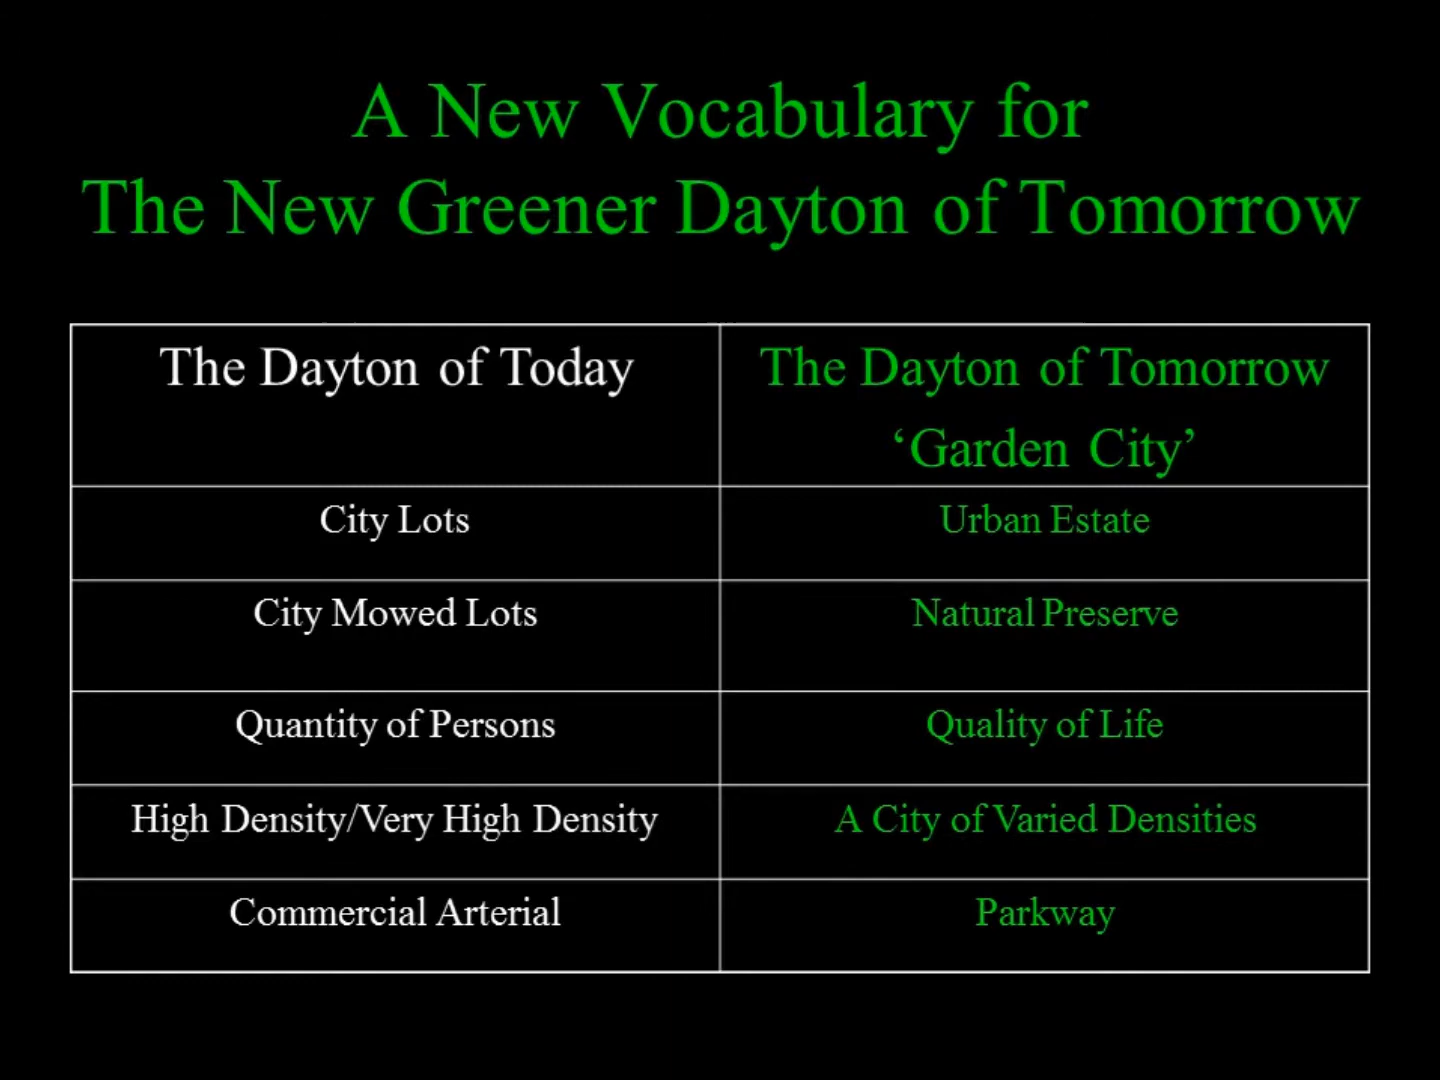 A New Vocabulary for
The New Greener Dayton of Tomorrow
The Dayton of Today
The Dayton of Tomorrow
‘Garden City’
City Lots
Urban Estate
City Mowed Lots
Natural Preserve
Quantity of Persons
Quality of Life
High Density/Very High Density
A City of Varied Densities
Commercial Arterial
Parkway